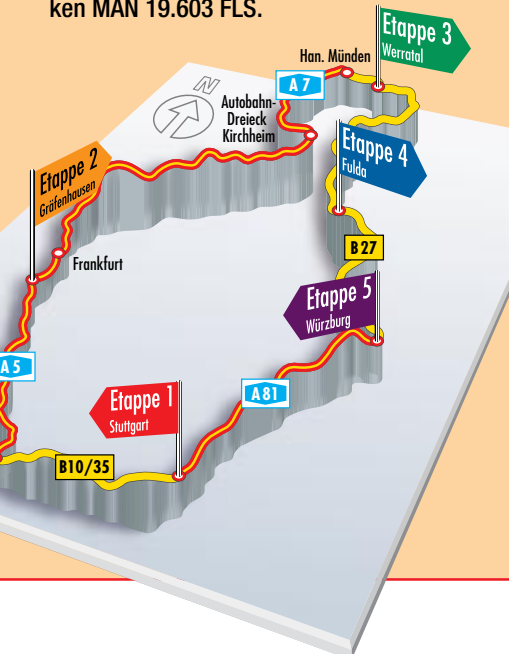 ken MAN 19.603 FLS.
Etappe 3
Werratal
Han. Münden
A 7
N
Autobahn-
Dreieck
Kirchheim
Etappe 4
Fulda
Etappe 2
Gräfenhausen
B 27
Frankfurt
Etappe 5
Würzburg
A 5
Etappe 1
Stuttgart
A 81
B10/35